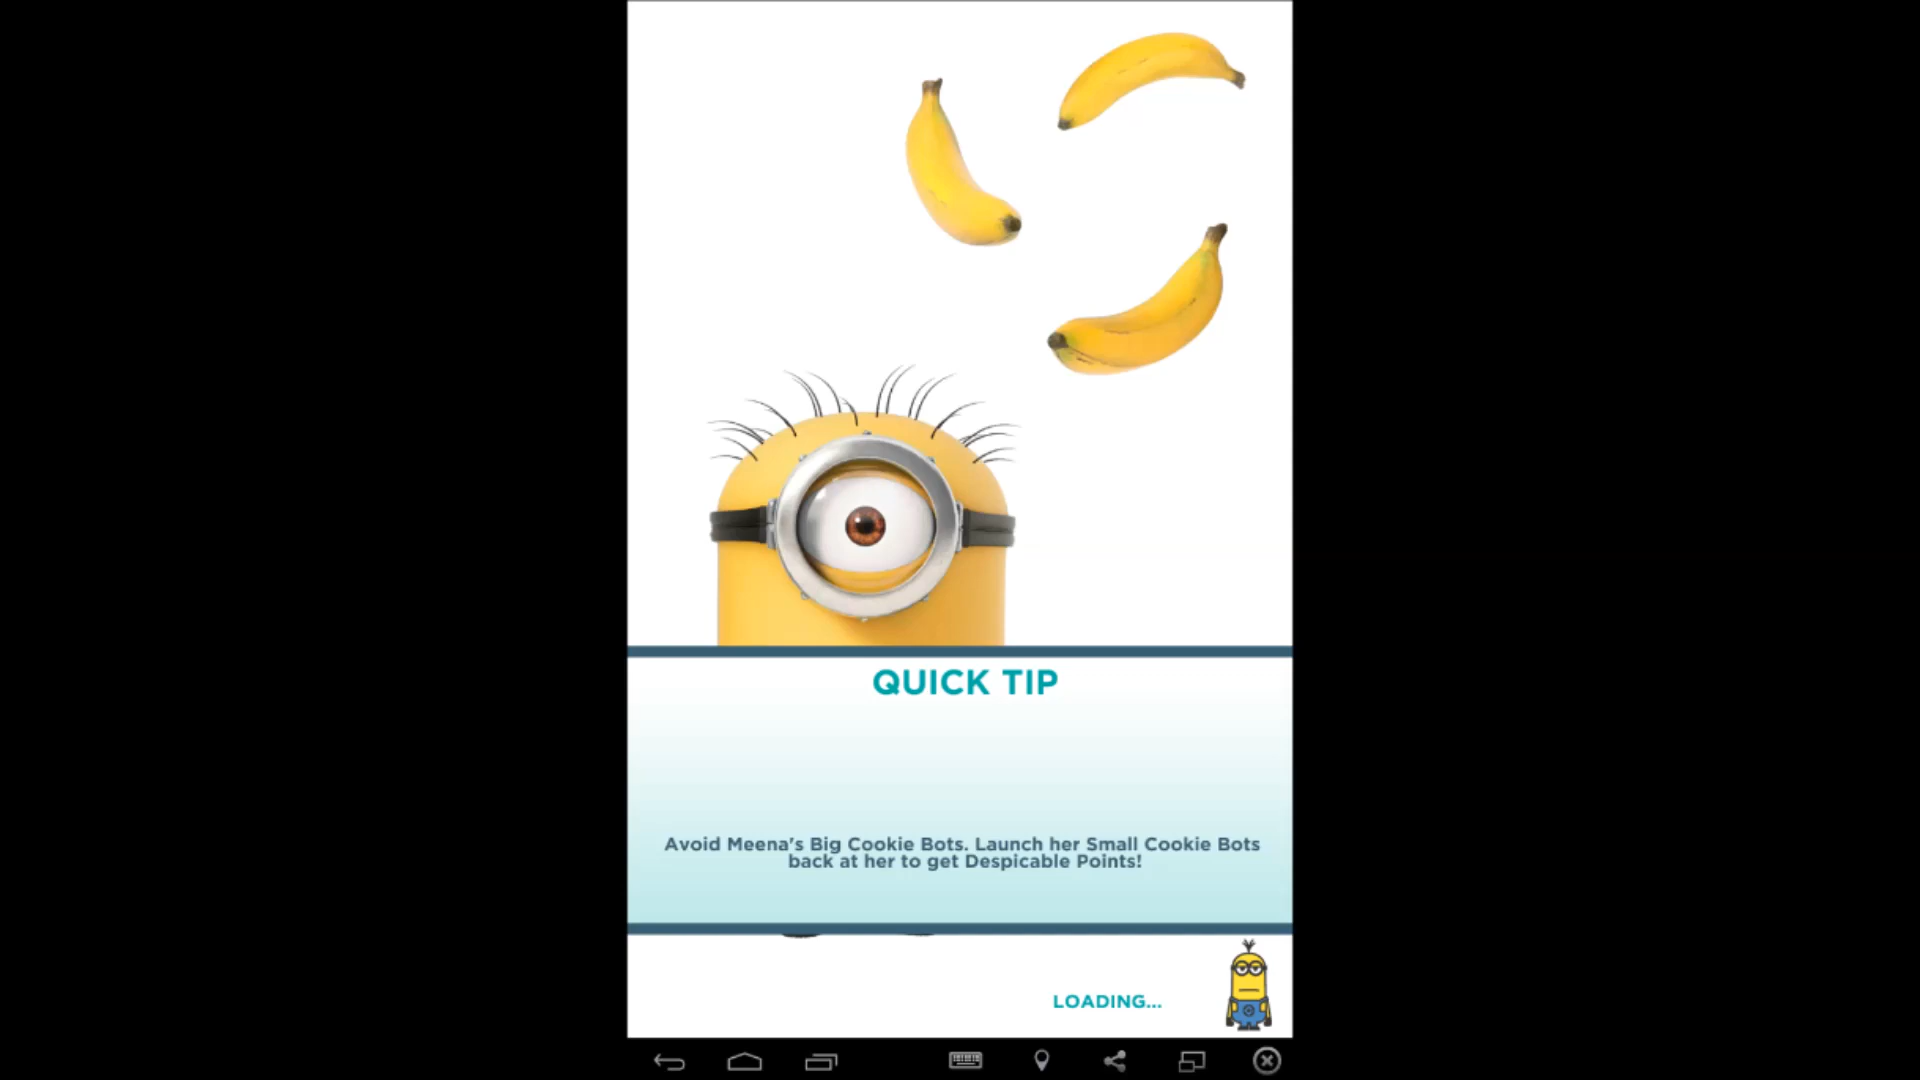 QUICK TIP
Avoid Meena's Big Cookie Bots. Launch her Small Cookie Bots
back at her to get Despicable Points!
LOADING...